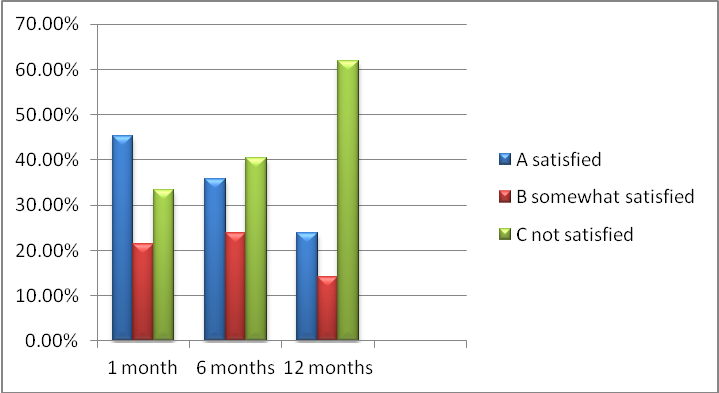 70.00%
60.00%
50.00%
40.00%
30.00%
20.00%
10.00%
0.00%
1 month 6 months 12 months
A satisfied
B somewhat satisfied
C not satisfied